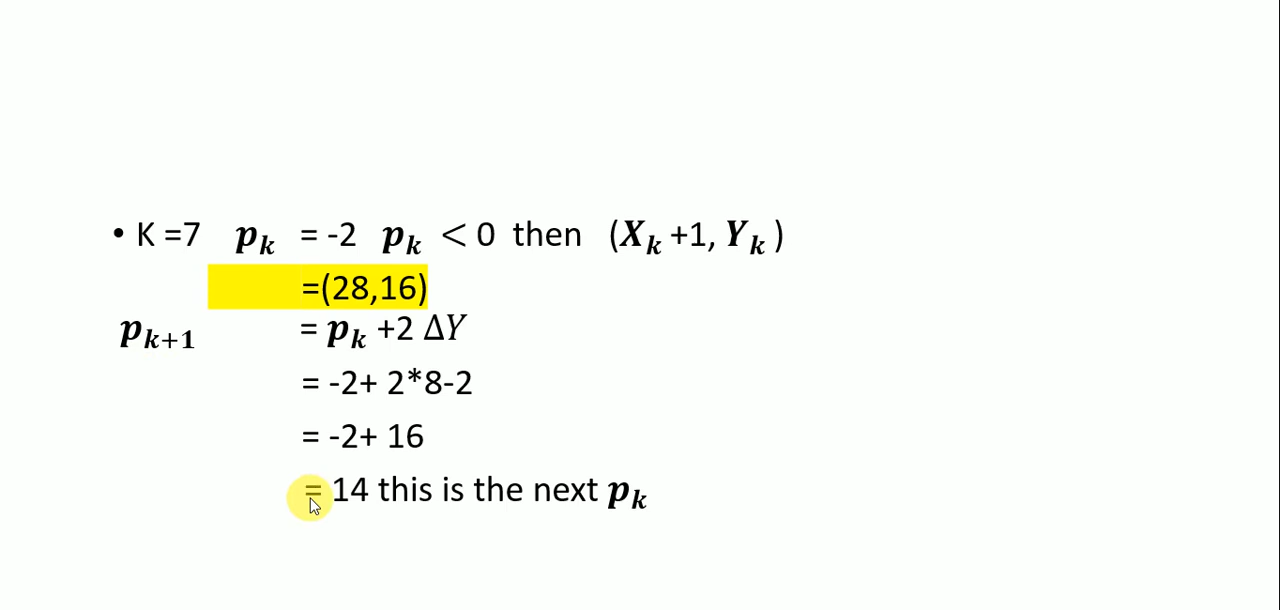 • K =7 pₖ = -2 pₖ < 0 then (Xₖ +1, Yₖ )
=(28,16)
pₖ₊₁ = pₖ +2 ΔY
= -2+ 2*8-2
= -2+ 16
= 14 this is the next pₖ